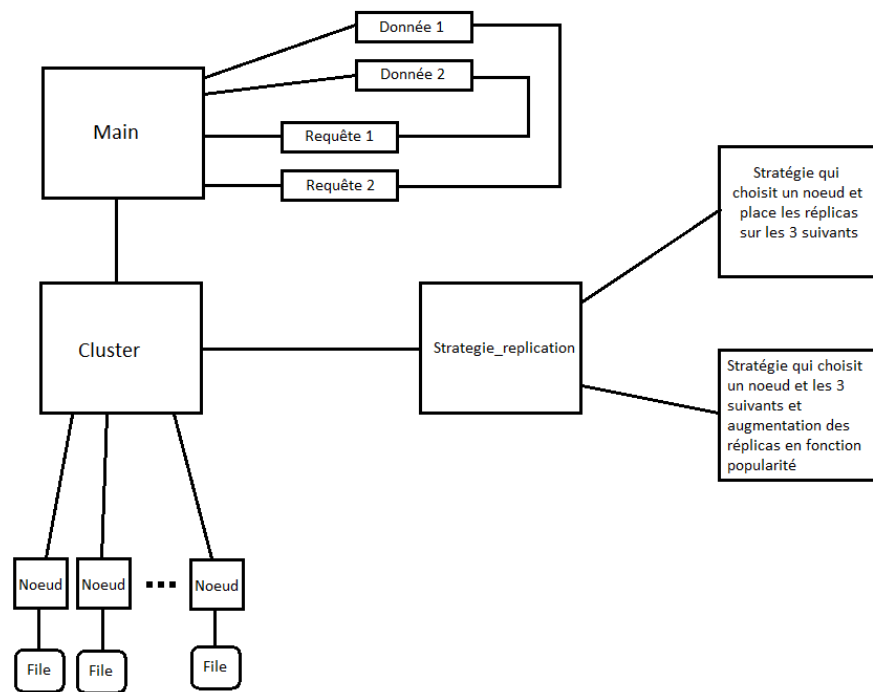 Donnée 1
Donnée 2
Main
Requête 1
Requête 2
Stratégie qui
choisit un noeud et
place les réplicas
sur les 3 suivants
Cluster
Strategie_replication
Stratégie qui choisit
un noeud et les 3
suivants et
augmentation des
réplicas en fonction
popularité
Noeud
Noeud
...
Noeud
File
File
File